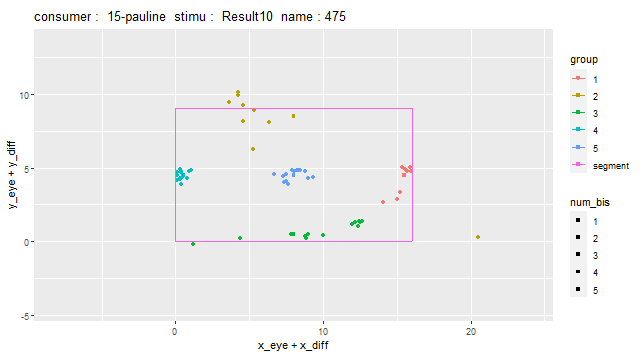 consumer :  15-pauline  stimu :  Result10  name : 475
group
1
2
3
4
5
segment
num_bis
1
2
3
4
5
y_eye + y_diff
10
5
0
-5
0
10
20
x_eye + x_diff